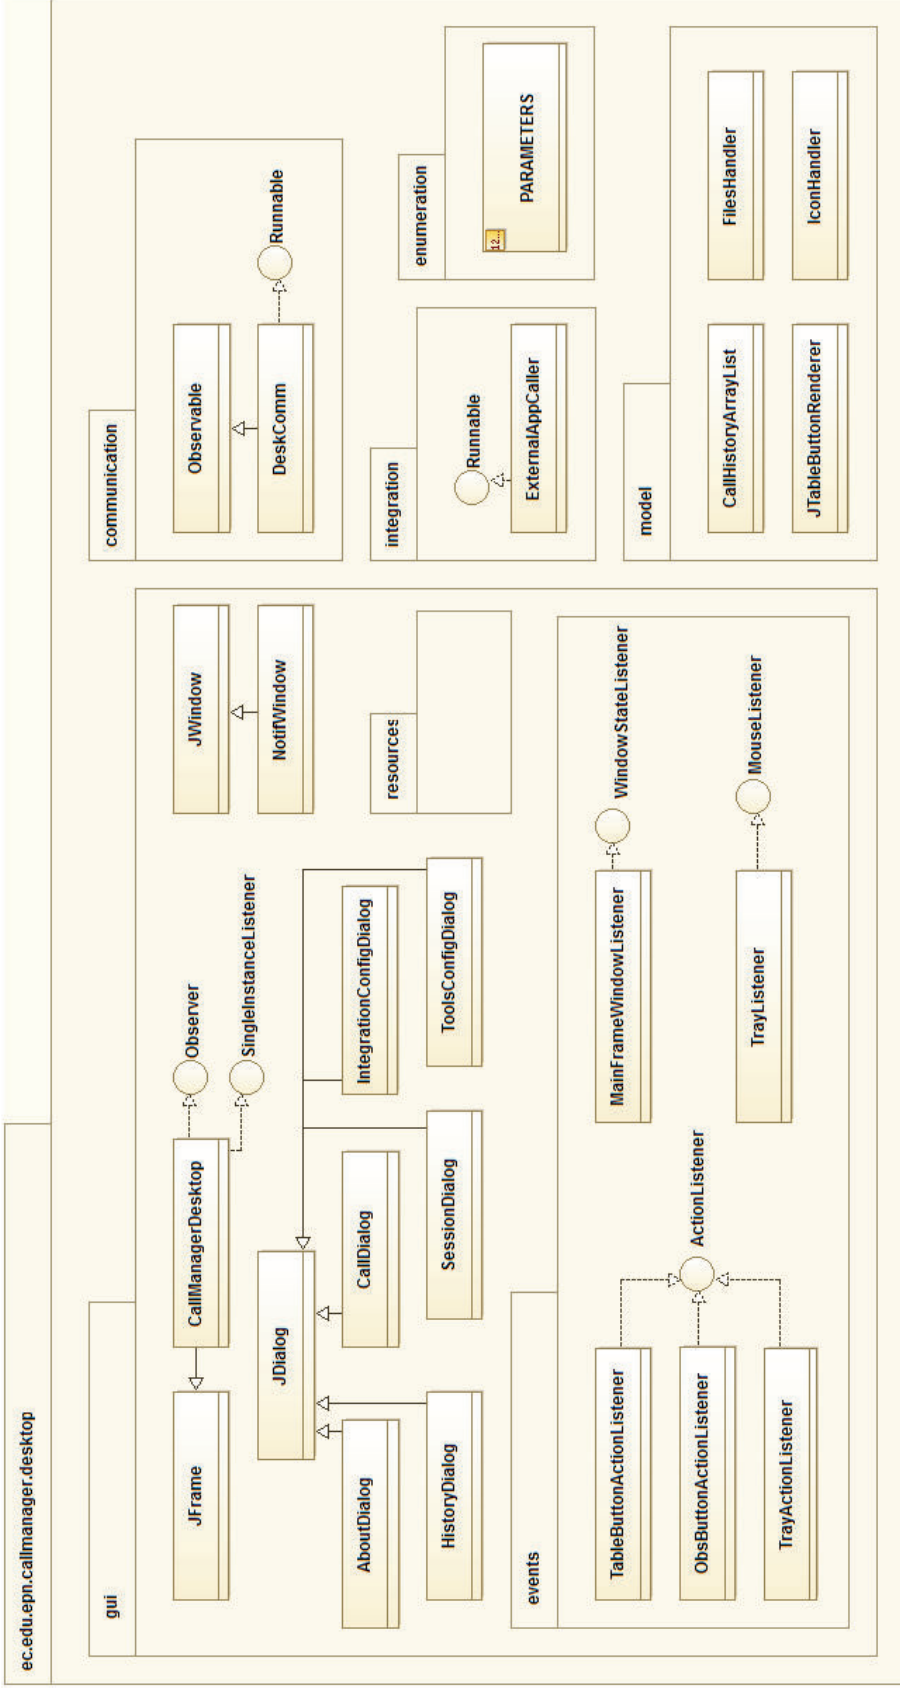 ec.edu.epn.callmanager.desktop
gui
JFrame
CallManagerDesktop
Observer
SingleInstanceListener
JWindow
NotifWindow
JDialog
AboutDialog
CallDialog
IntegrationConfigDialog
HistoryDialog
SessionDialog
ToolsConfigDialog
resources
events
TableButtonActionListener
ObsButtonActionListener
TrayActionListener
ActionListener
MainFrameWindowListener
WindowStateListener
TrayListener
MouseListener
communication
Observable
DeskComm
Runnable
integration
Runnable
ExternalAppCaller
enumeration
12...
PARAMETERS
model
CallHistoryArrayList
FilesHandler
JTableButtonRenderer
IconHandler